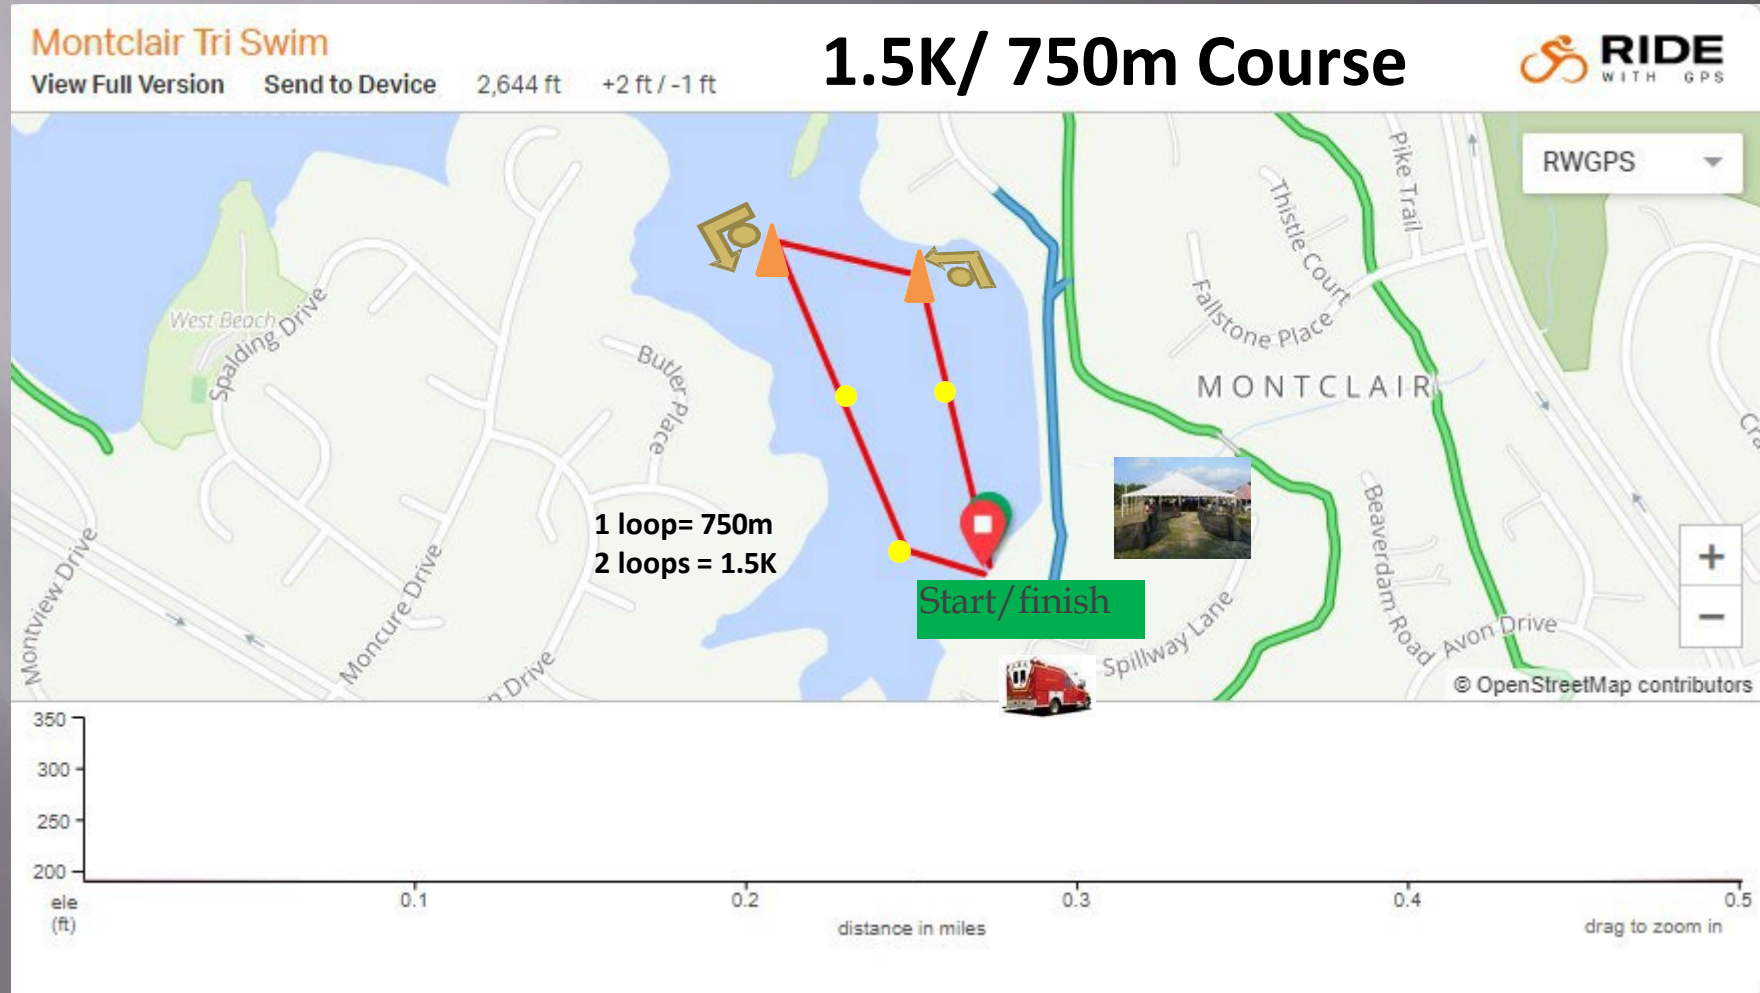 Montclair Tri Swim
View Full Version Send to Device 2,644 ft +2 ft / -1 ft
1.5K/ 750m Course
RIDE
WITH GPS
RWGPS
Pike Trail
Thistle Court
Fallstone Place
West Beach
Spalding Drive
Butler Place
MONTCLAIR
1 loop= 750m
2 loops = 1.5K
Start/finish
Montview Drive
Moncure Drive
Drive
Spillway Lane
Beaverdam Road
Avon Drive
+
−
© OpenStreetMap contributors
350
300
250
200
ele
(ft)
0.1 0.2 0.3 0.4 0.5
distance in miles
drag to zoom in